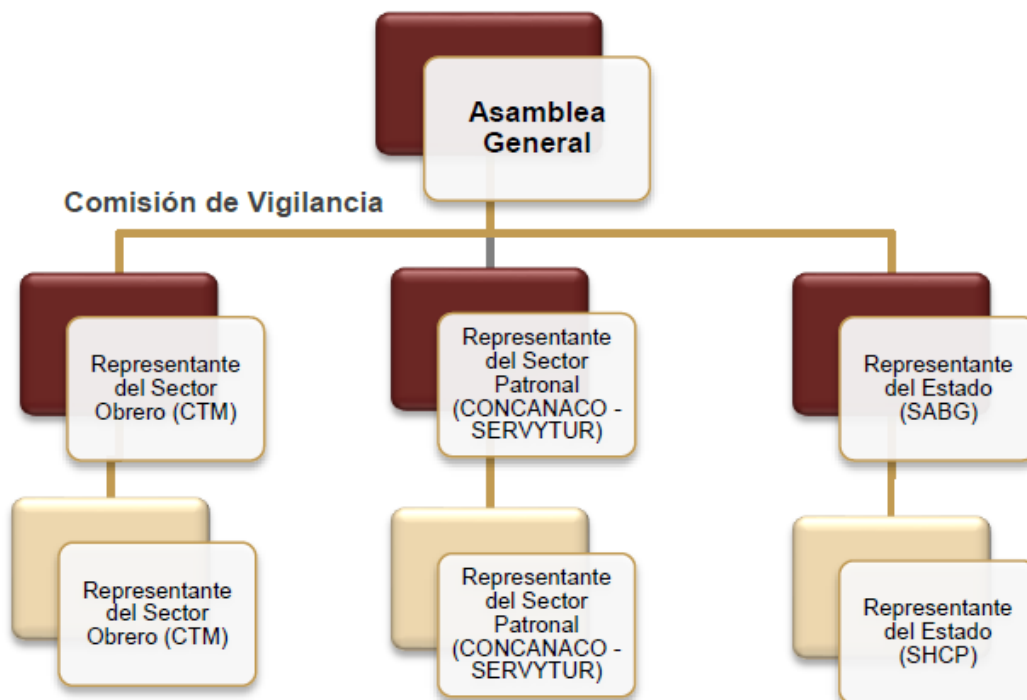 Asamblea
General
Comisión de Vigilancia
Representante
del Sector
Obrero (CTM)
Representante
del Sector
Patronal
(CONCANACO -
SERVYTUR)
Representante
del Estado
(SABG)
Representante
del Sector
Obrero (CTM)
Representante
del Sector
Patronal
(CONCANACO -
SERVYTUR)
Representante
del Estado
(SHCP)